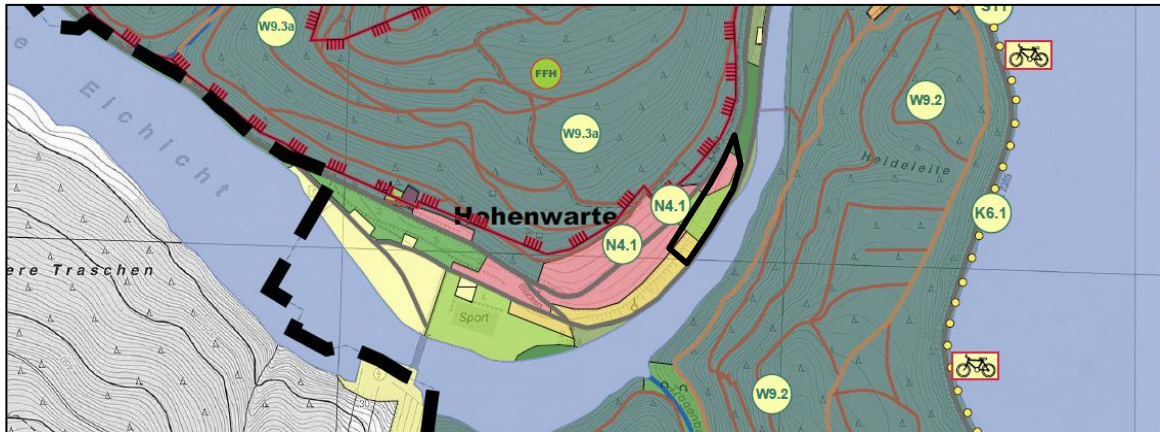 W9.3a
S11
FFH
W9.2
Eichicht
W9.3a
Heideleite
N4.1
Hohenwarte
K6.1
N4.1
ere Traschen
Sport
W9.2